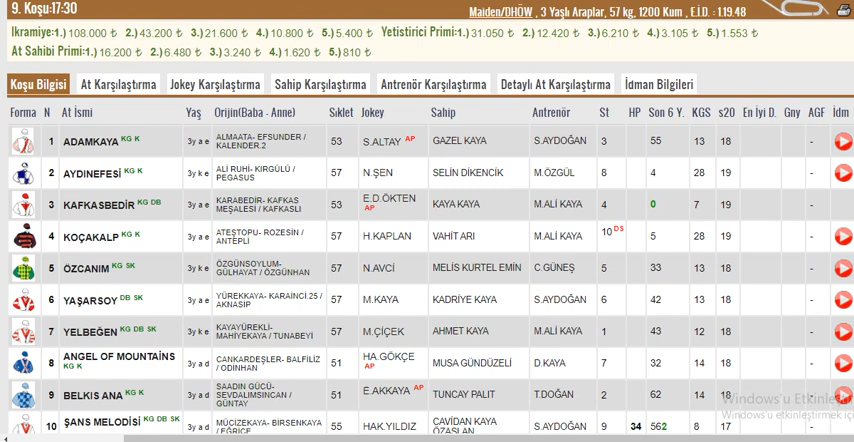 9. Koşu:17:30
Maiden/DHÖW , 3 Yaşlı Araplar, 57 kg, 1200 Kum , E.İ.D. : 1.19.48
Ikramiye:1.) 108.000 ₺ 2.) 43.200 ₺ 3.) 21.600 ₺ 4.) 10.800 ₺ 5.) 5.400 ₺ Yetistirici Primi:1.) 31.050 ₺ 2.) 12.420 ₺ 3.) 6.210 ₺ 4.) 3.105 ₺ 5.) 1.553 ₺
At Sahibi Primi:1.) 16.200 ₺ 2.) 6.480 ₺ 3.) 3.240 ₺ 4.) 1.620 ₺ 5.) 810 ₺
Koşu Bilgisi At Karşılaştırma Jokey Karşılaştırma Sahip Karşılaştırma Antrenör Karşılaştırma Detaylı At Karşılaştırma İdman Bilgileri
Forma N At İsmi Yaş Orijin(Baba - Anne) Sıklet Jokey Sahip Antrenör St HP Son 6 Y. KGS s20 En İyi D. Gny AGF İdm
1 ADAMKAYA KG K 3y a e ALMAATA- EFSUNDER / KALENDER.2 53 S.ALTAY AP GAZEL KAYA S.AYDOĞAN 3 55 13 18 -
2 AYDINEFESİ KG K 3y k e ALİ RUHİ- KIRGÜLÜ / PEGASUS 57 N.ŞEN SELİN DİKENCİK M.ÖZGÜL 8 4 28 19 -
3 KAFKASBEDİR KG DB 3y k e KARABEDİR- KAFKAS MEŞALESİ / KAFKASLI 53 E.D.ÖKTEN AP KAYA KAYA M.ALİ KAYA 4 0 7 19 -
4 KOÇAKALP KG K 3y a e ATEŞTOPU- ROZESİN / ANTEPLİ 57 H.KAPLAN VAHİT ARI M.ALİ KAYA 10 DS 5 28 19 -
5 ÖZCANIM KG SK 3y k e ÖZGÜNSOYLUM- GÜLHAYAT / ÖZGÜNHAN 57 N.AVCİ MELİS KURTEL EMİN C.GÜNEŞ 5 33 13 18 -
6 YAŞARSOY DB SK 3y a e YÜREKKAYA- KARAİNCİ.25 / AKNASİP 57 M.KAYA KADRİYE KAYA S.AYDOĞAN 6 42 13 18 -
7 YELBEĞEN KG DB SK 3y k e KAYAYÜREKLİ- MAHİYEKAYA / TUNABEYİ 57 M.ÇİÇEK AHMET KAYA M.ALİ KAYA 1 43 12 18 -
8 ANGEL OF MOUNTAİNS KG K 3y a d CANKARDEŞLER- BALFİLİZ / ODİNHAN 51 HA.GÖKÇE AP MUSA GÜNDÜZELİ D.KAYA 7 32 14 18 -
9 BELKIS ANA KG K 3y a d SAADIN GÜCÜ- SEVDALIMSINCAN / GÜNTAY 51 E.AKKAYA AP TUNCAY PALIT T.DOĞAN 2 62 14 18
10 ŞANS MELODİSİ KG DB SK 3y a d MÜCİZEKAYA- BİRSENKAYA / EĞRİCE 55 HAK.YILDIZ CAVİDAN KAYA ÖZASLAN S.AYDOĞAN 9 34 562 8 17
Windows'u Etkinleştir
Windows'u etkinleştirmek içi